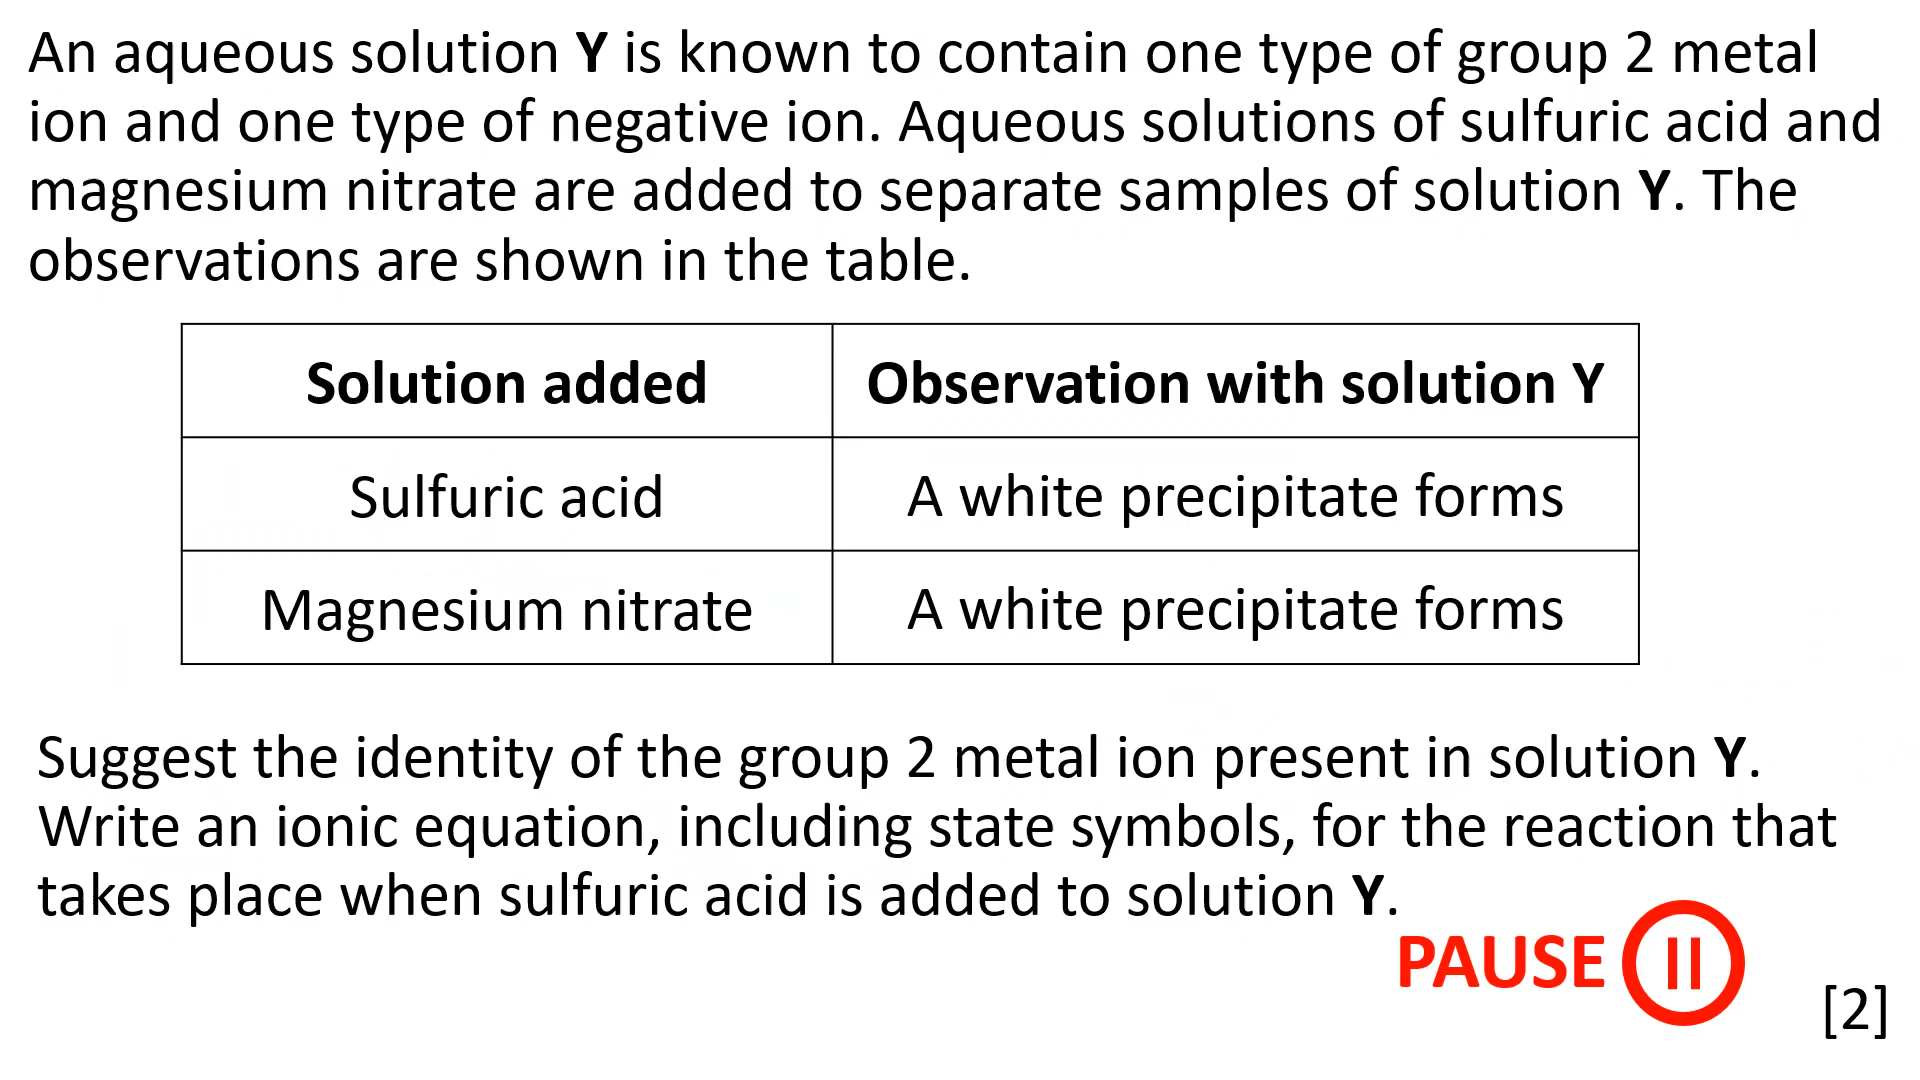 An aqueous solution Y is known to contain one type of group 2 metal
ion and one type of negative ion. Aqueous solutions of sulfuric acid and
magnesium nitrate are added to separate samples of solution Y. The
observations are shown in the table.
Solution added Observation with solution Y
Sulfuric acid A white precipitate forms
Magnesium nitrate A white precipitate forms
Suggest the identity of the group 2 metal ion present in solution Y.
Write an ionic equation, including state symbols, for the reaction that
takes place when sulfuric acid is added to solution Y.
PAUSE
[2]